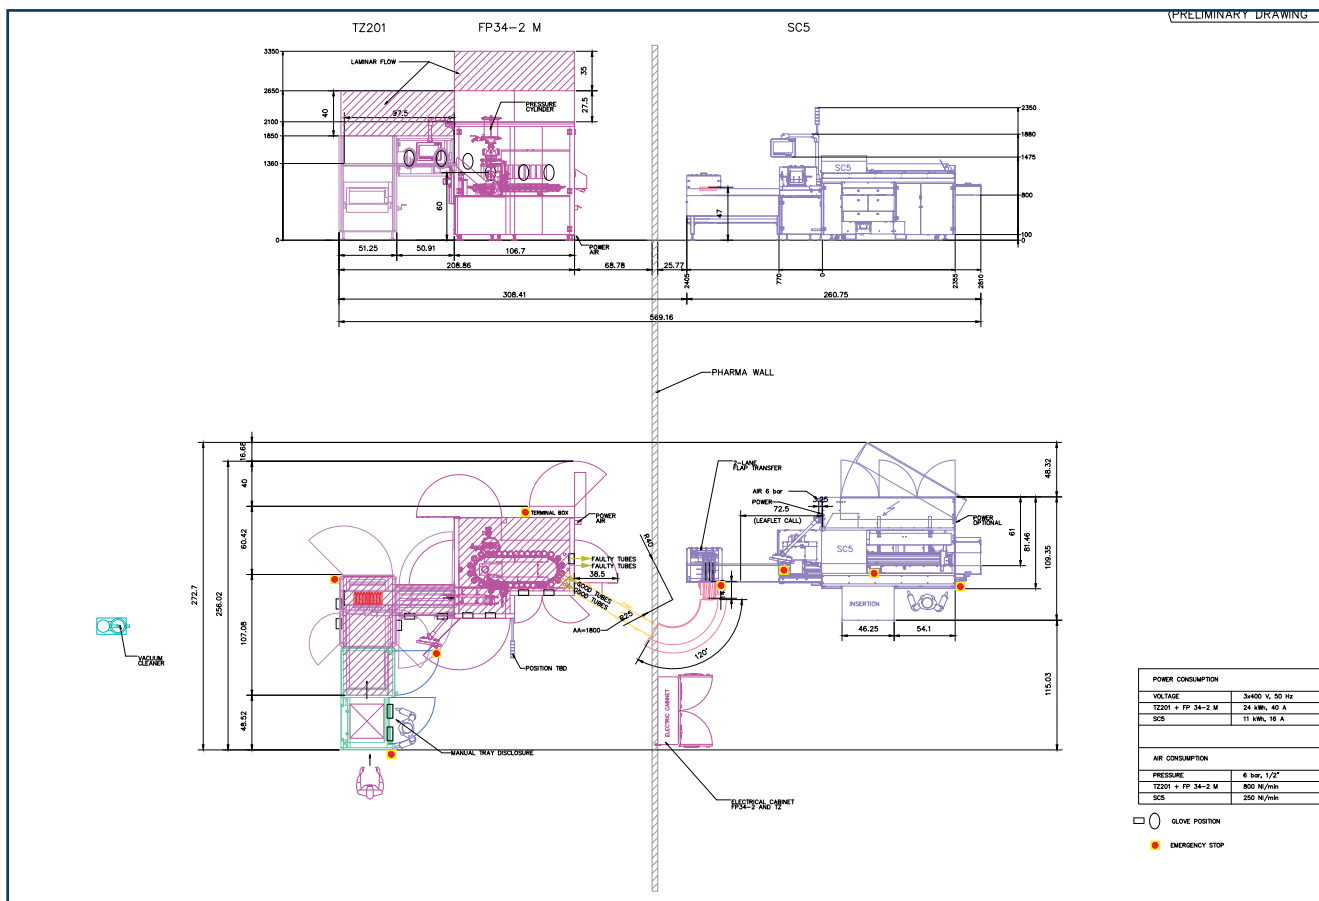 PRELIMINARY DRAWING
TZ201
FP34-2 M
SC5
3350
2650
2100
1850
1360
0
LAMINAR FLOW
40
97.5
PRESSURE
CYLINDER
35
27.5
60
POWER
AIR
51.25
50.91
106.7
208.86
68.78
25.77
308.41
260.75
569.16
SC5
47
2405
770
0
2355
2810
2350
1880
1475
800
100
0
PHARMA WALL
272.7
256.02
16.68
40
60.42
107.08
48.52
TERMINAL BOX
POWER
AIR
FAULTY TUBES
FAULTY TUBES
38.5
GOOD TUBES
GOOD TUBES
R40
R25
AA=1800
120°
POSITION TBD
MANUAL TRAY DISCLOSURE
VACUUM
CLEANER
2-LANE
FLAP TRANSFER
AIR 6 bar
POWER
3.25
72.5
(LEAFLET CALL)
SC5
POWER
OPTIONAL
INSERTION
46.25
54.1
61
81.46
109.35
48.32
115.03
ELECTRIC CABINET
ELECTRICAL CABINET
FP34-2 AND TZ
POWER CONSUMPTION
VOLTAGE 3x400 V, 50 Hz
TZ201 + FP 34-2 M 24 kWh, 40 A
SC5 11 kWh, 16 A
AIR CONSUMPTION
PRESSURE 6 bar, 1/2"
TZ201 + FP 34-2 M 800 Nl/min
SC5 250 Nl/min
GLOVE POSITION
EMERGENCY STOP